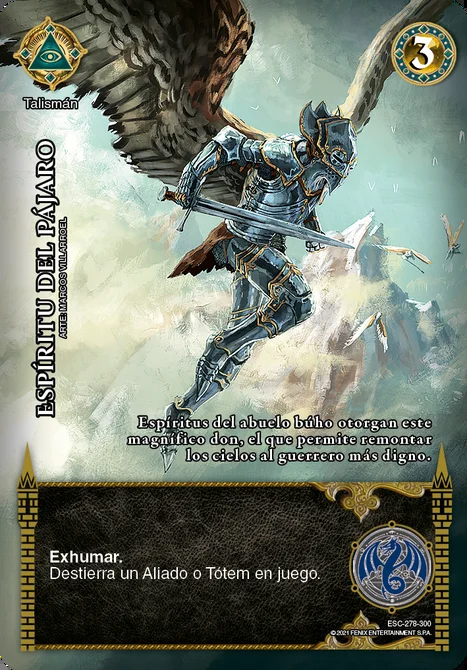 3
Talismán
ESPÍRITU DEL PÁJARO
ARTE: MARCOS VILLARROEL
Espíritus del abuelo búho otorgan este
magnífico don, el que permite remontar
los cielos al guerrero más digno.
Exhumar.
Destierra un Aliado o Tótem en juego.
ESC-278-300
©2021 FENIX ENTERTAINMENT S.P.A.